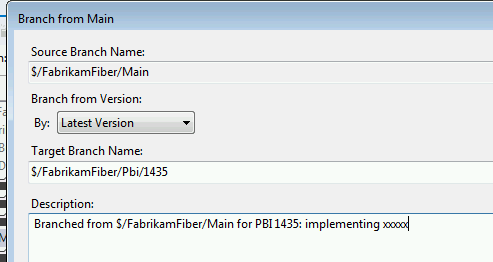 Branch from Main
Source Branch Name:
$/FabrikamFiber/Main
Branch from Version:
By: Latest Version
Target Branch Name:
$/FabrikamFiber/Pbi/1435
Description:
Branched from $/FabrikamFiber/Main for PBI 1435: implementing xxxxx